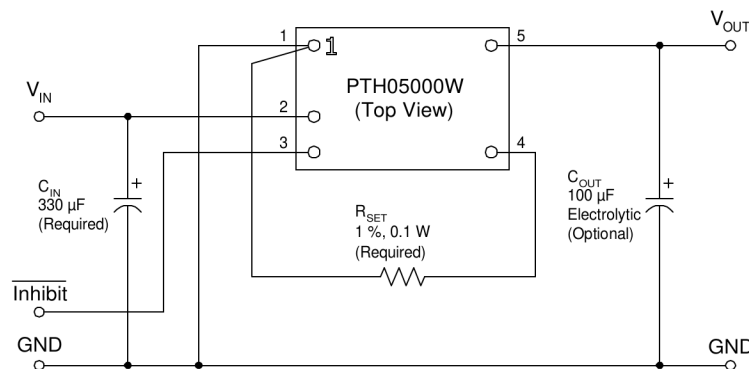 1
1
5
V_OUT
PTH05000W
(Top View)
V_IN
2
3
4
C_IN
330 µF
(Required)
+
R_SET
1 %, 0.1 W
(Required)
C_OUT
100 µF
Electrolytic
(Optional)
+
Inhibit
GND
GND